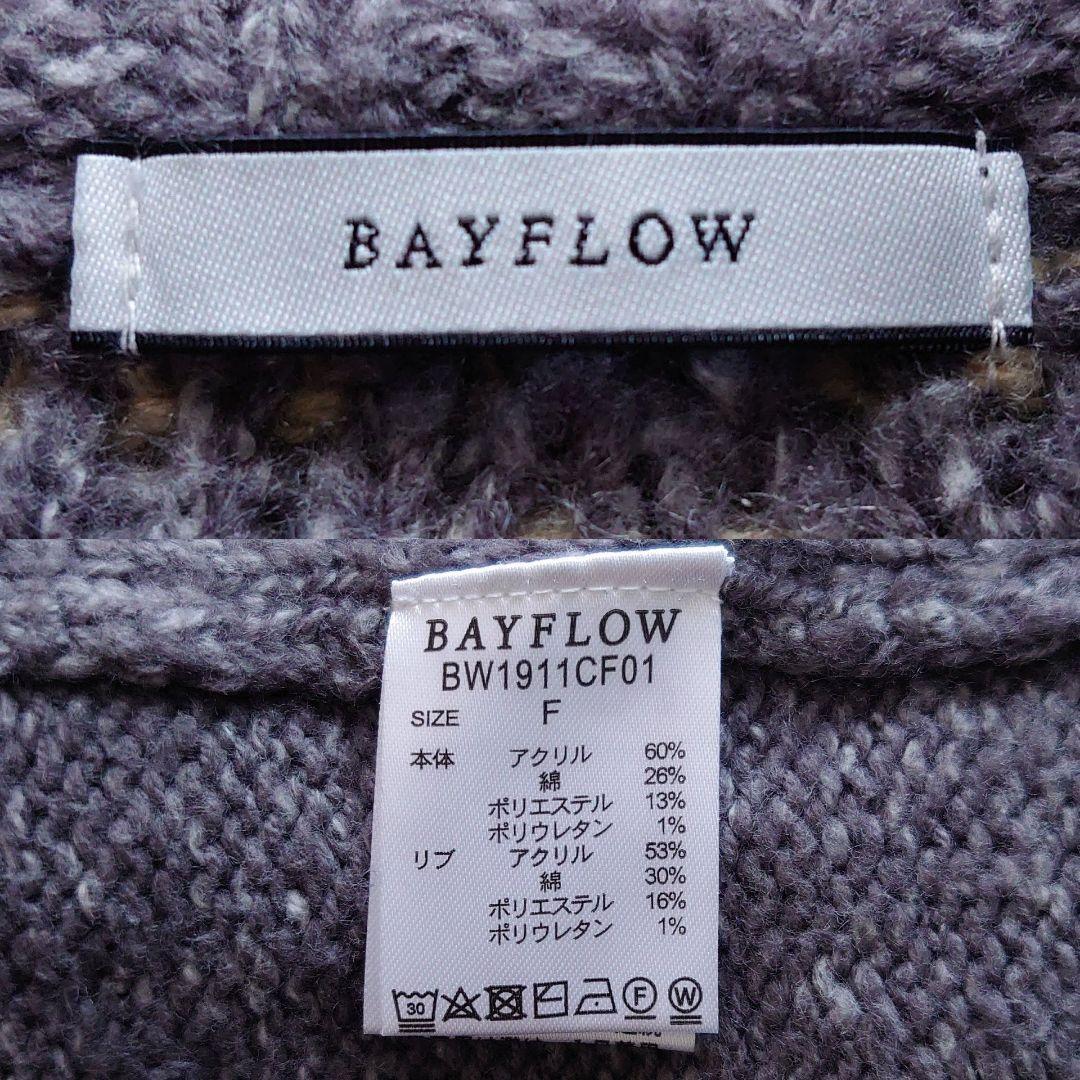 BAYFLOW
BAYFLOW
BW1911CF01
SIZE F
本体 アクリル 60%
綿 26%
ポリエステル 13%
ポリウレタン 1%
リブ アクリル 53%
綿 30%
ポリエステル 16%
ポリウレタン 1%
30 F W